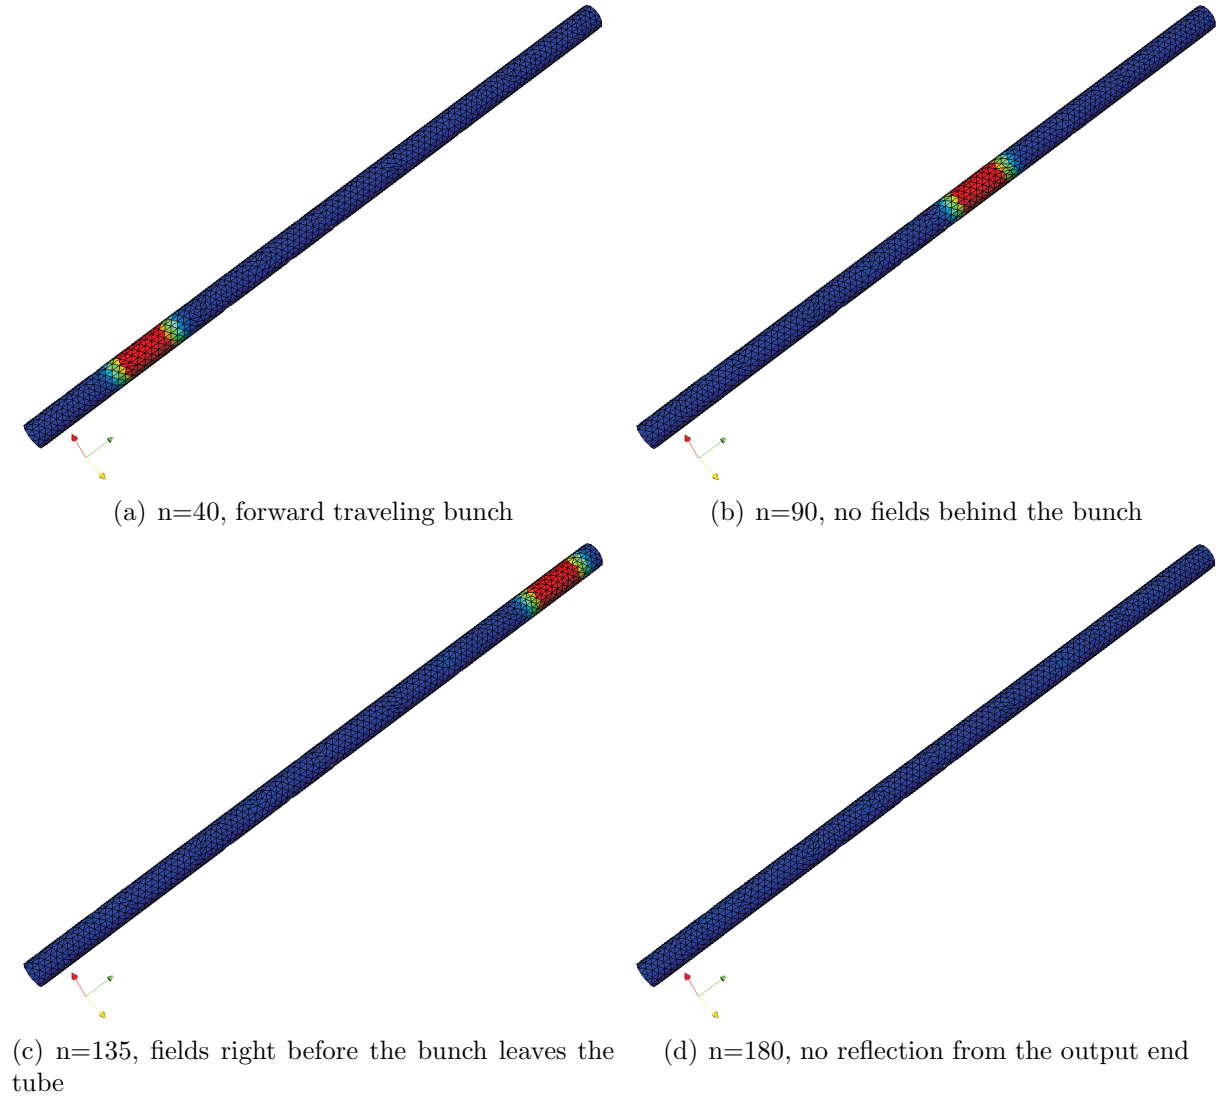 (a) n=40, forward traveling bunch
(b) n=90, no fields behind the bunch
(c) n=135, fields right before the bunch leaves the
tube
(d) n=180, no reflection from the output end